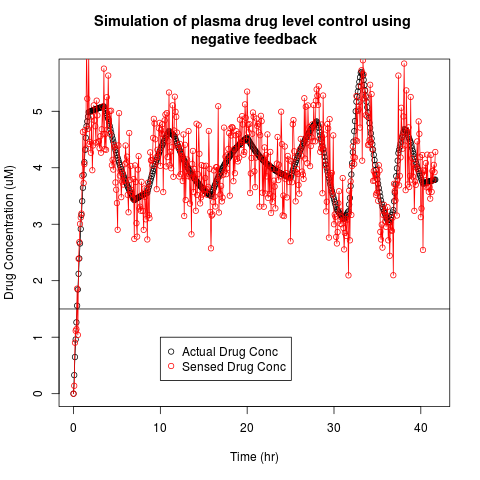 Simulation of plasma drug level control using
negative feedback
Drug Concentration (uM)
5
4
3
2
1
0
Actual Drug Conc
Sensed Drug Conc
0 10 20 30 40
Time (hr)